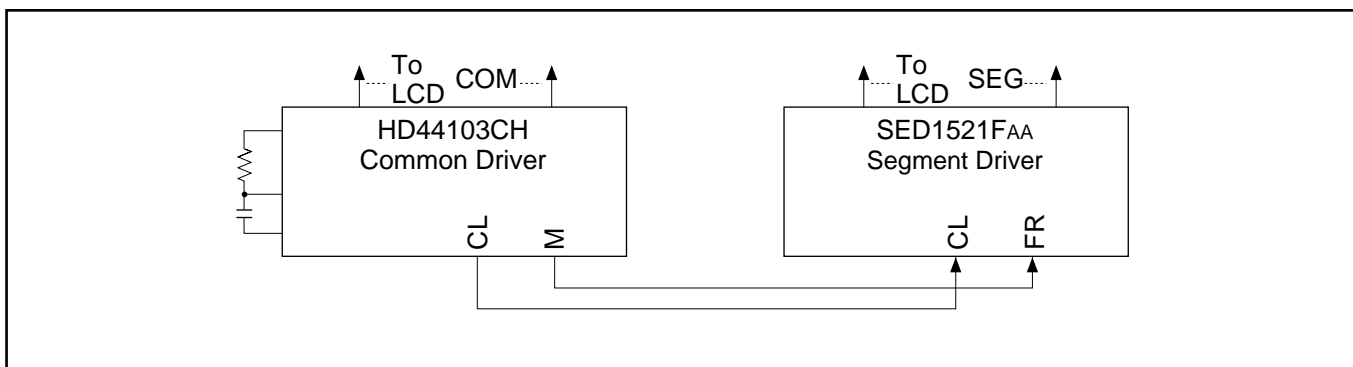 To
LCD
COM
HD44103CH
Common Driver
CL
M
To
LCD
SEG
SED1521FAA
Segment Driver
CL
FR